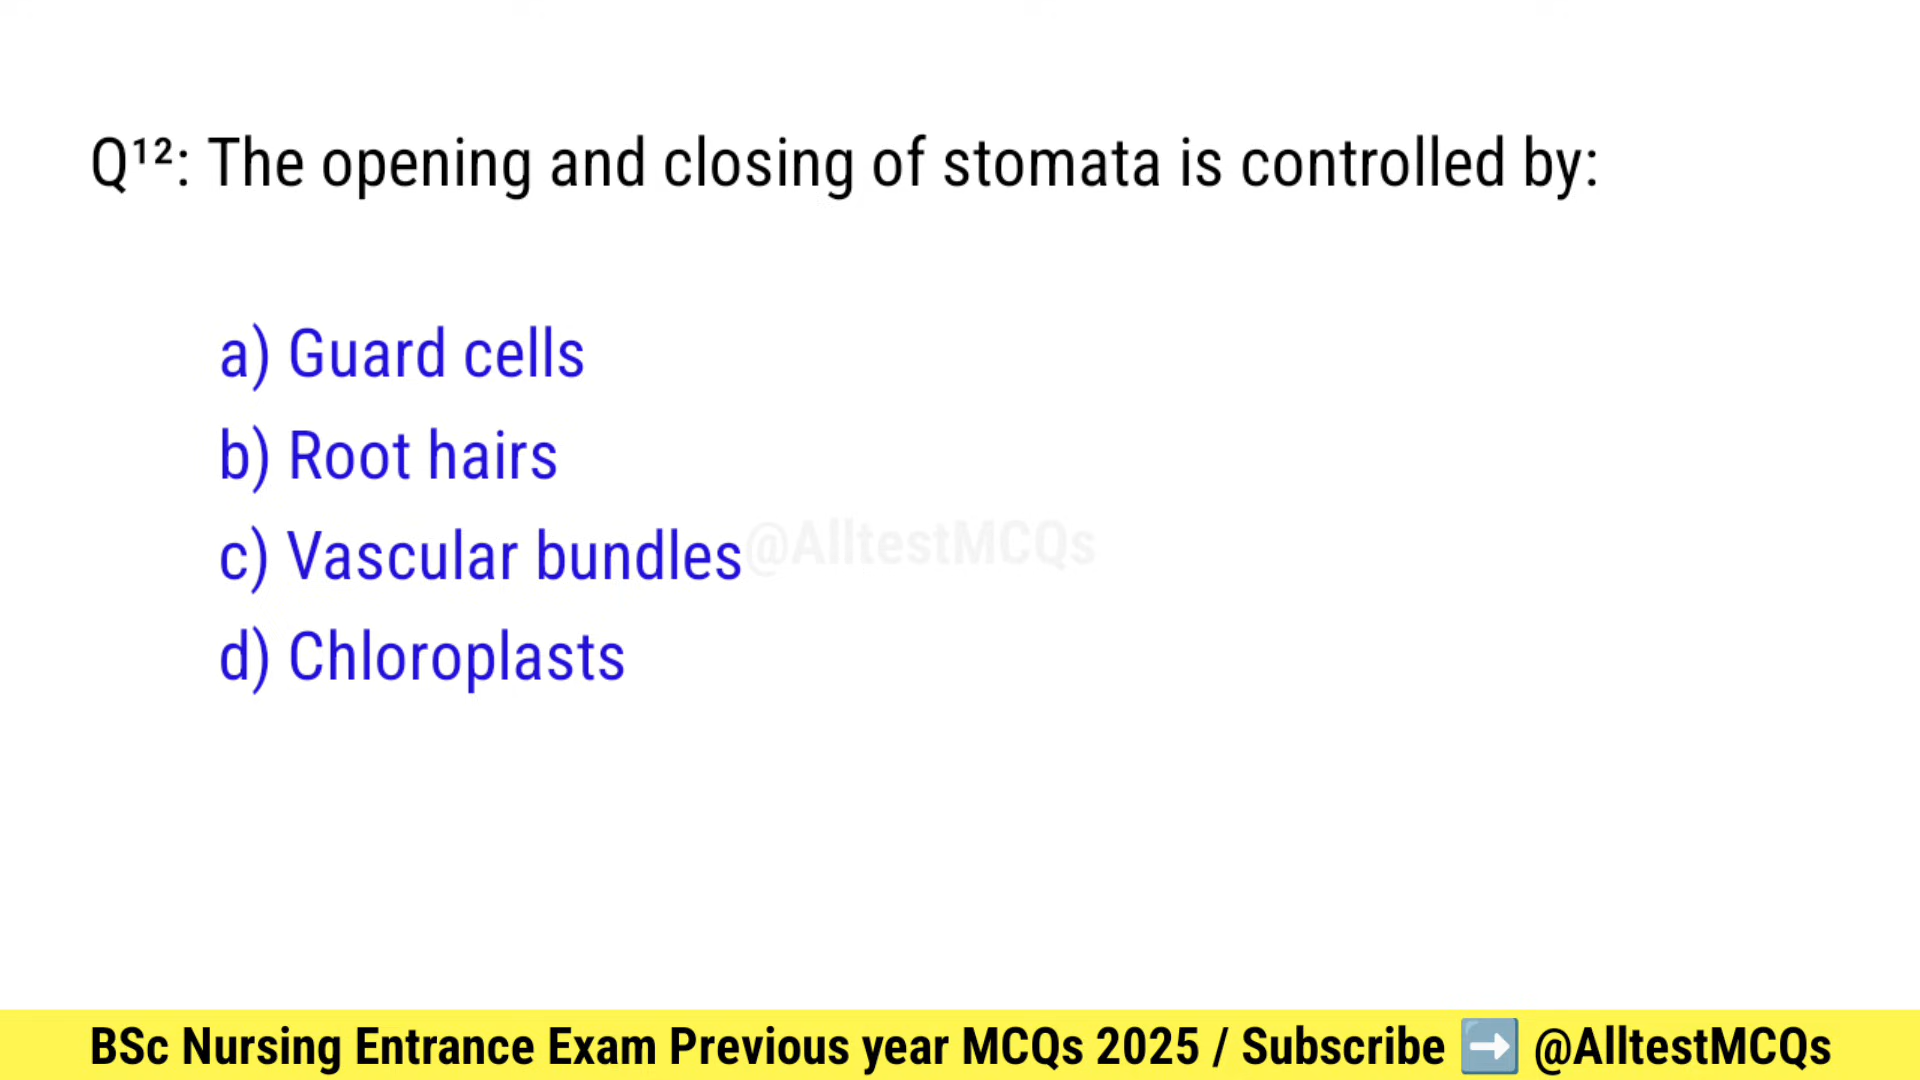 Q¹²: The opening and closing of stomata is controlled by:
a) Guard cells
b) Root hairs
c) Vascular bundles
@AlltestMCQs
d) Chloroplasts
BSc Nursing Entrance Exam Previous year MCQs 2025 / Subscribe ➡️ @AlltestMCQs